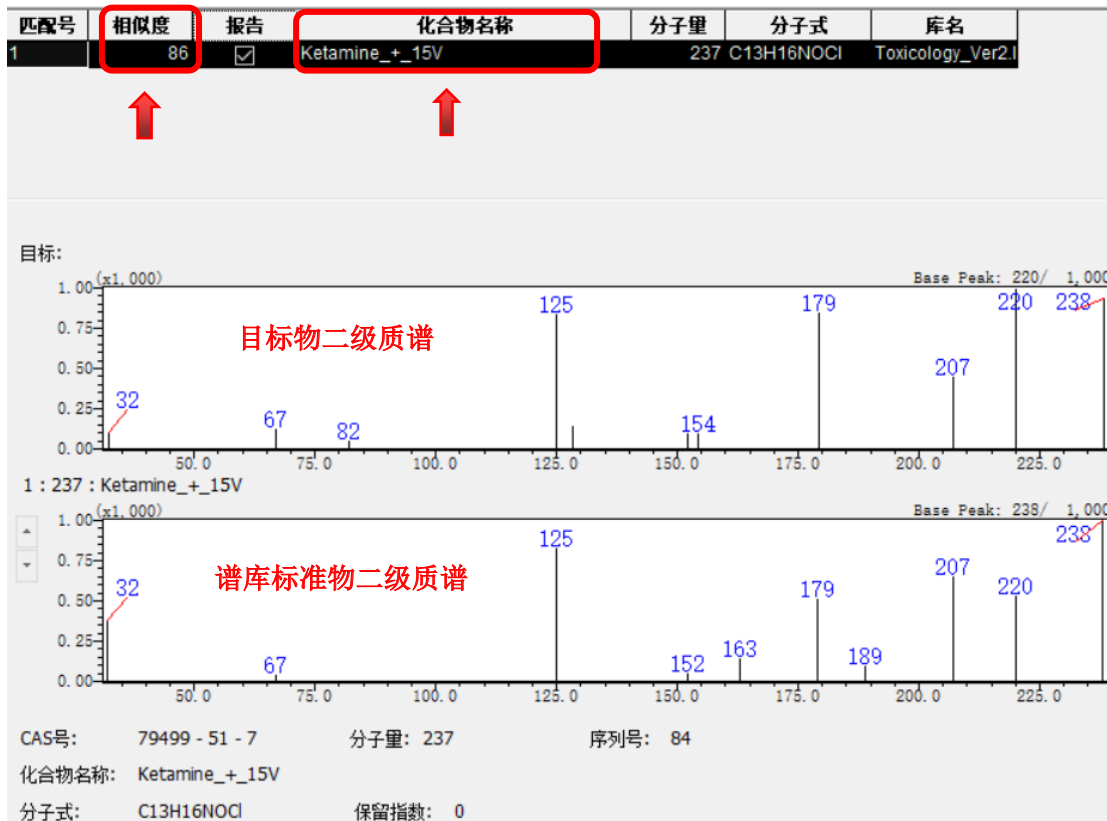 匹配号 相似度 报告 化合物名称 分子量 分子式 库名
1 86 Ketamine_+_15V 237 C13H16NOCl Toxicology_Ver2.l
目标:
(x1,000) Base Peak: 220/ 1,000
1.00
0.75
0.50
0.25
0.00
目标物二级质谱
32 67 82 125 154 179 207 220 238
50.0 75.0 100.0 125.0 150.0 175.0 200.0 225.0
1 : 237 : Ketamine_+_15V
(x1,000) Base Peak: 238/ 1,000
1.00
0.75
0.50
0.25
0.00
谱库标准物二级质谱
32 67 125 152 163 179 189 207 220 238
50.0 75.0 100.0 125.0 150.0 175.0 200.0 225.0
CAS号: 79499 - 51 - 7 分子量: 237 序列号: 84
化合物名称: Ketamine_+_15V
分子式: C13H16NOCl 保留指数: 0